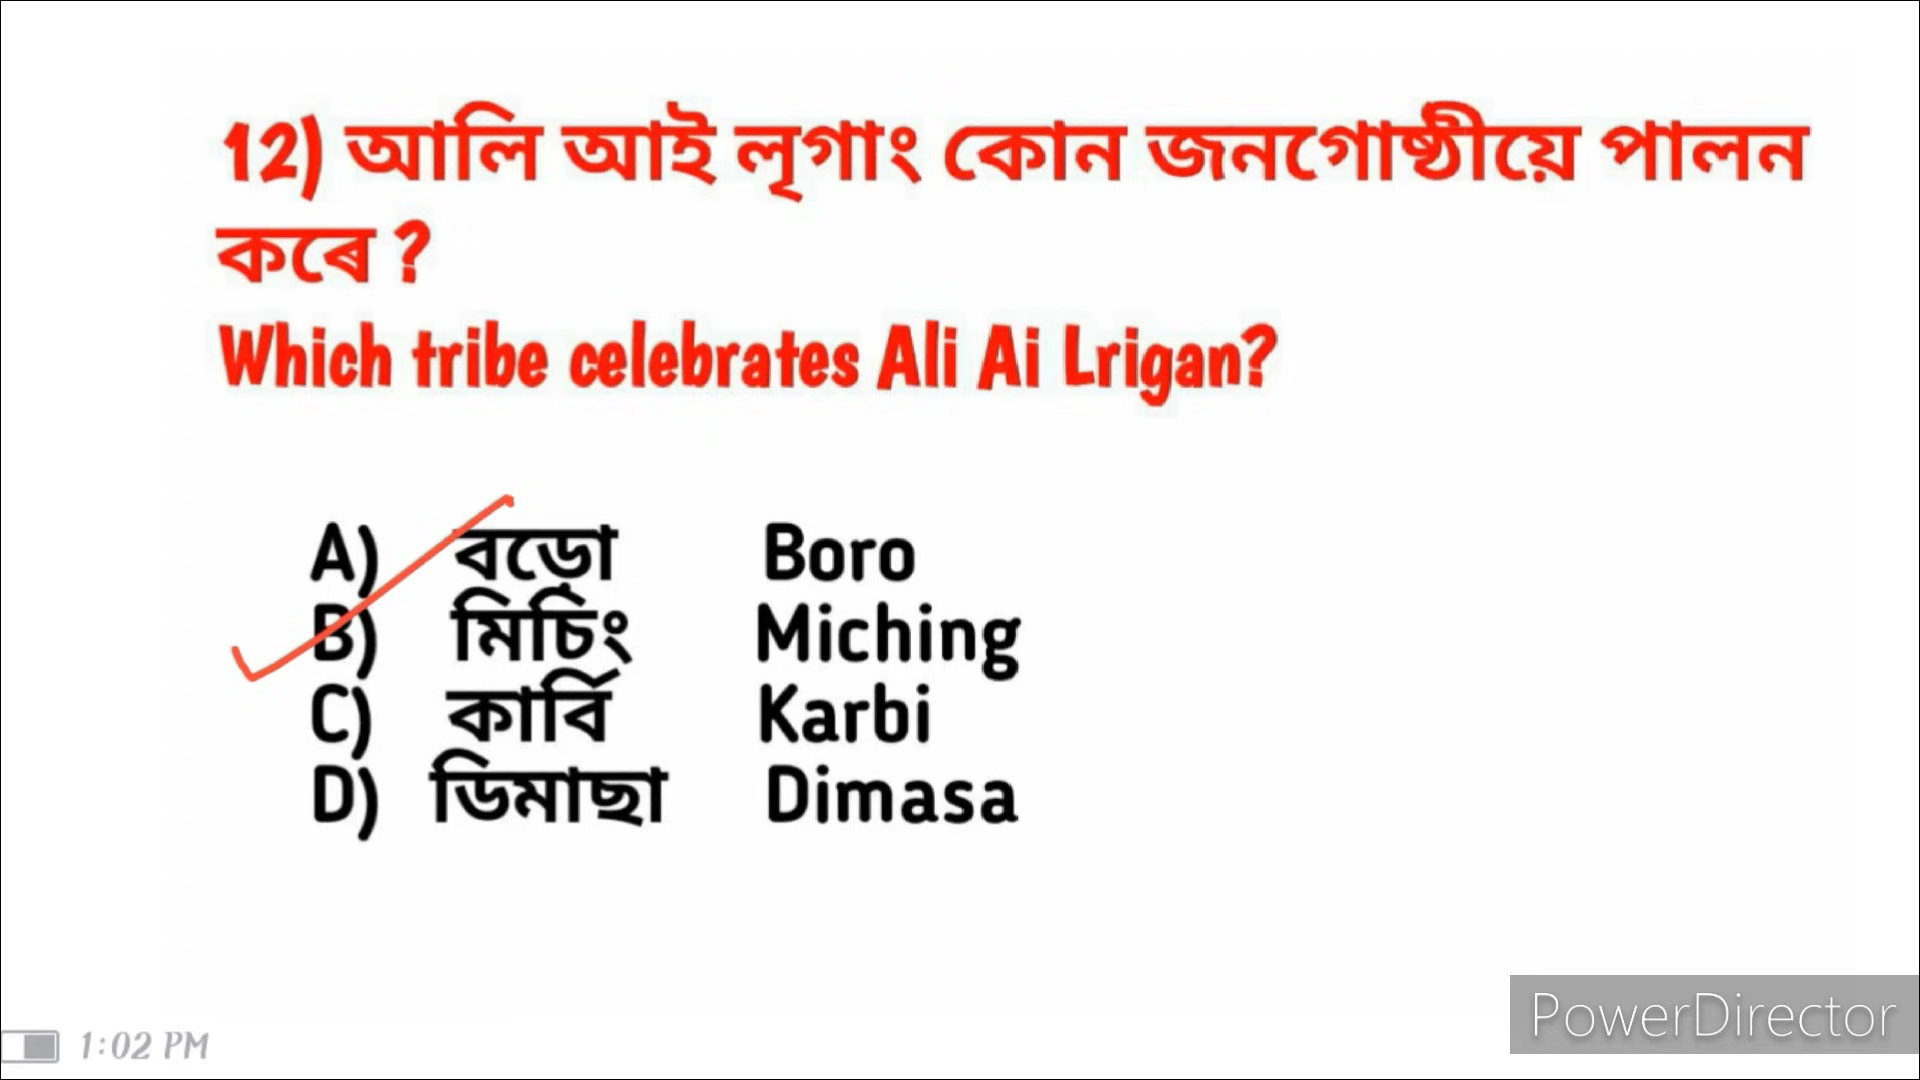 12) আলি আই লৃগাং কোন জনগোষ্ঠীয়ে পালন
কৰে ?
Which tribe celebrates Ali Ai Lrigan?
A) বড়ো Boro
B) মিচিং Miching
C) কাৰ্বি Karbi
D) ডিমাছা Dimasa
1:02 PM
PowerDirector